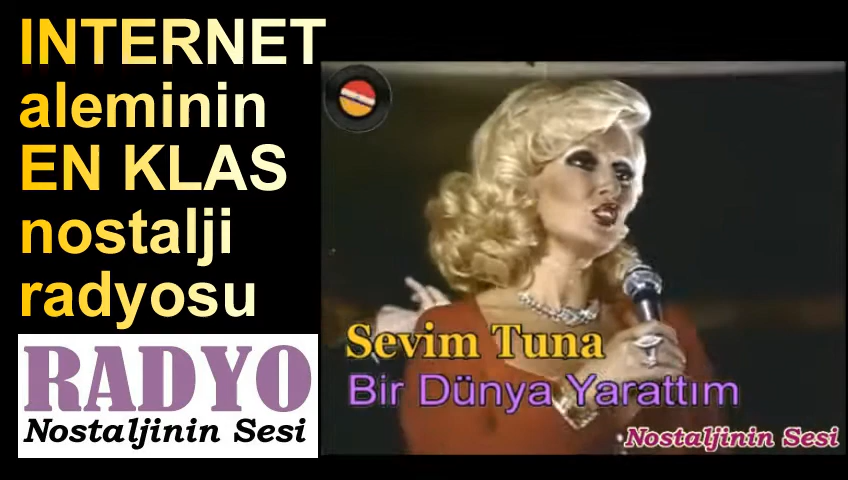 INTERNET
aleminin
EN KLAS
nostalji
radyosu
RADYO
Nostaljinin Sesi
Sevim Tuna
Bir Dünya Yarattım
Nostaljinin Sesi